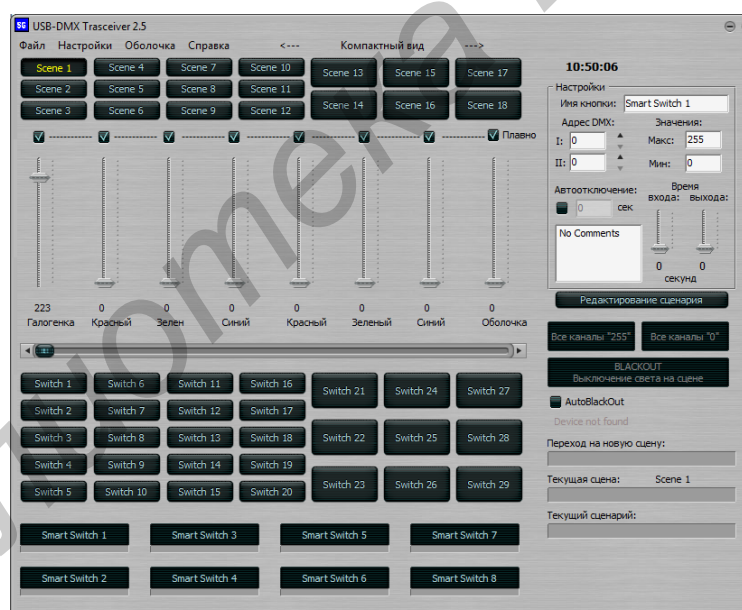 SG USB-DMX Trasceiver 2.5
Файл Настройки Оболочка Справка <--- Компактный вид --->
Scene 1 Scene 4 Scene 7 Scene 10 Scene 13 Scene 15 Scene 17
Scene 2 Scene 5 Scene 8 Scene 11
Scene 3 Scene 6 Scene 9 Scene 12 Scene 14 Scene 16 Scene 18
Плавно
223 0 0 0 0 0 0 0
Галогенка Красный Зелен Синий Красный Зеленый Синий Оболочка
Switch 1 Switch 6 Switch 11 Switch 16 Switch 21 Switch 24 Switch 27
Switch 2 Switch 7 Switch 12 Switch 17
Switch 3 Switch 8 Switch 13 Switch 18 Switch 22 Switch 25 Switch 28
Switch 4 Switch 9 Switch 14 Switch 19
Switch 5 Switch 10 Switch 15 Switch 20 Switch 23 Switch 26 Switch 29
Smart Switch 1 Smart Switch 3 Smart Switch 5 Smart Switch 7
Smart Switch 2 Smart Switch 4 Smart Switch 6 Smart Switch 8
10:50:06
Настройки
Имя кнопки: Smart Switch 1
Адрес DMX: Значения:
I: 0 Макс: 255
II: 0 Мин: 0
Автоотключение: Время
входа: выхода:
0 сек
No Comments
0 0
секунд
Редактирование сценария
Все каналы "255" Все каналы "0"
BLACKOUT
Выключение света на сцене
AutoBlackOut
Device not found
Переход на новую сцену:
Текущая сцена: Scene 1
Текущий сценарий: